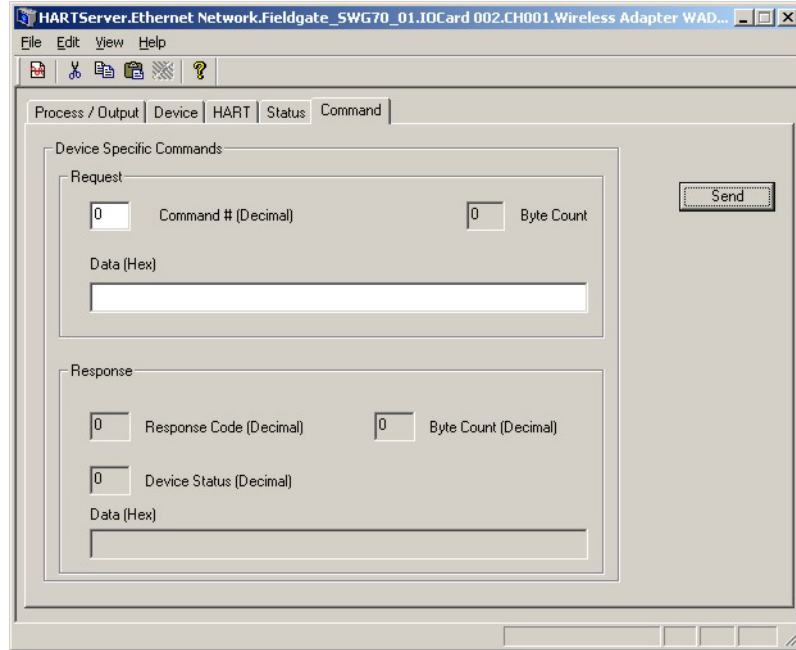 HARTServer.Ethernet Network.Fieldgate_SWG70_01.IOCard 002.CH001.Wireless Adapter WAD...
File Edit View Help
Process / Output Device HART Status Command
Device Specific Commands
Request
Send
0 Command # (Decimal) 0 Byte Count
Data (Hex)
Response
0 Response Code (Decimal) 0 Byte Count (Decimal)
0 Device Status (Decimal)
Data (Hex)